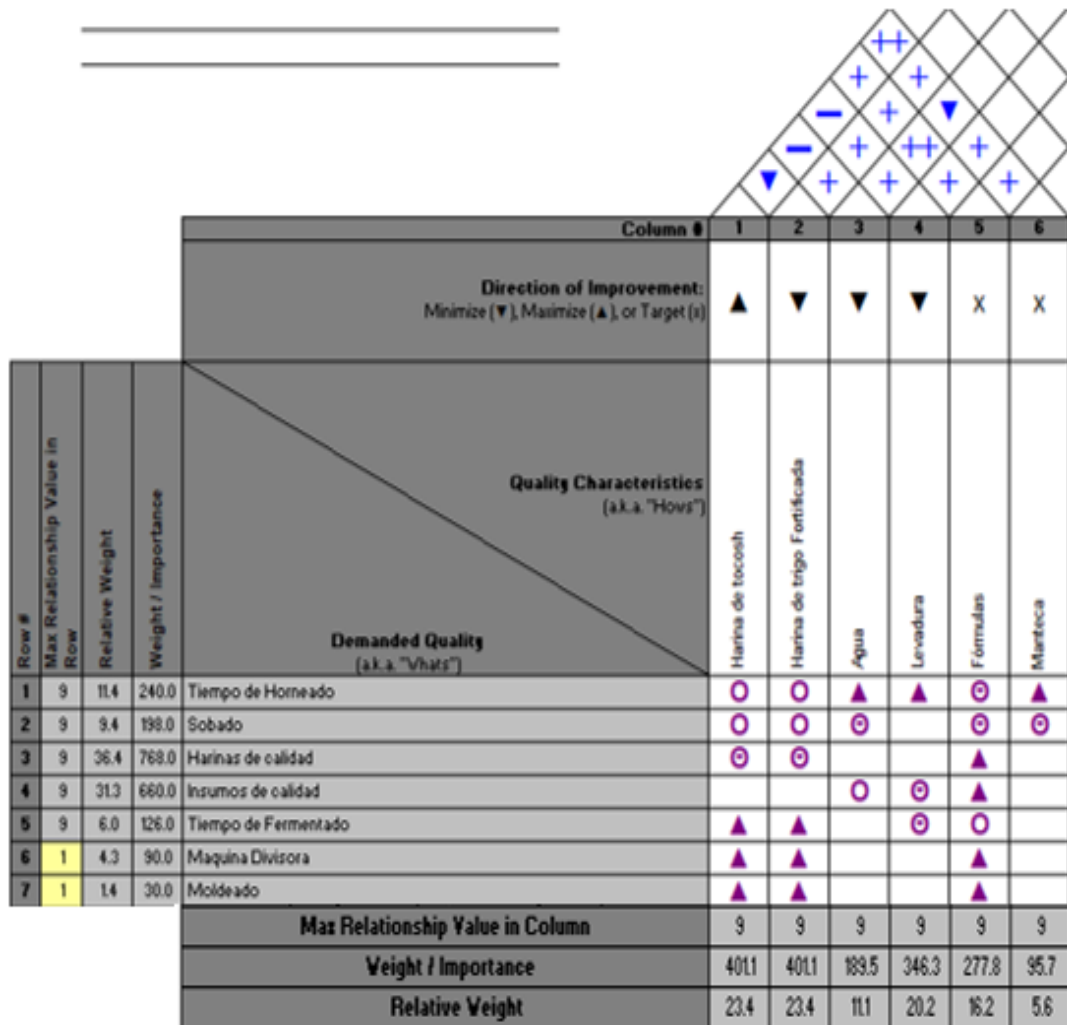 Column # 1 2 3 4 5 6
Direction of Improvement:
Minimize (▼), Maximize (▲), or Target (x) ▲ ▼ ▼ ▼ X X
Row #
Max Relationship Value in Row
Relative Weight
Weight / Importance
Quality Characteristics
(a.k.a. "Hows")
Demanded Quality
(a.k.a. "Whats")
Harina de tocosh
Harina de trigo Fortificada
Agua
Levadura
Fórmulas
Manteca
1 9 11.4 240.0 Tiempo de Horneado
2 9 9.4 198.0 Sobado
3 9 36.4 768.0 Harinas de calidad
4 9 31.3 660.0 Insumos de calidad
5 9 6.0 126.0 Tiempo de Fermentado
6 1 4.3 90.0 Maquina Divisora
7 1 1.4 30.0 Moldeado
Max Relationship Value in Column 9 9 9 9 9 9
Weight / Importance 401.1 401.1 189.5 346.3 277.8 95.7
Relative Weight 23.4 23.4 11.1 20.2 16.2 5.6